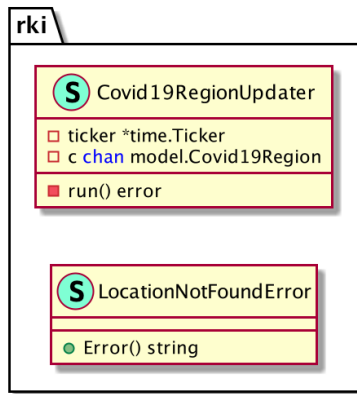 rki
S Covid19RegionUpdater
ticker *time.Ticker
c chan model.Covid19Region
run() error
S LocationNotFoundError
Error() string